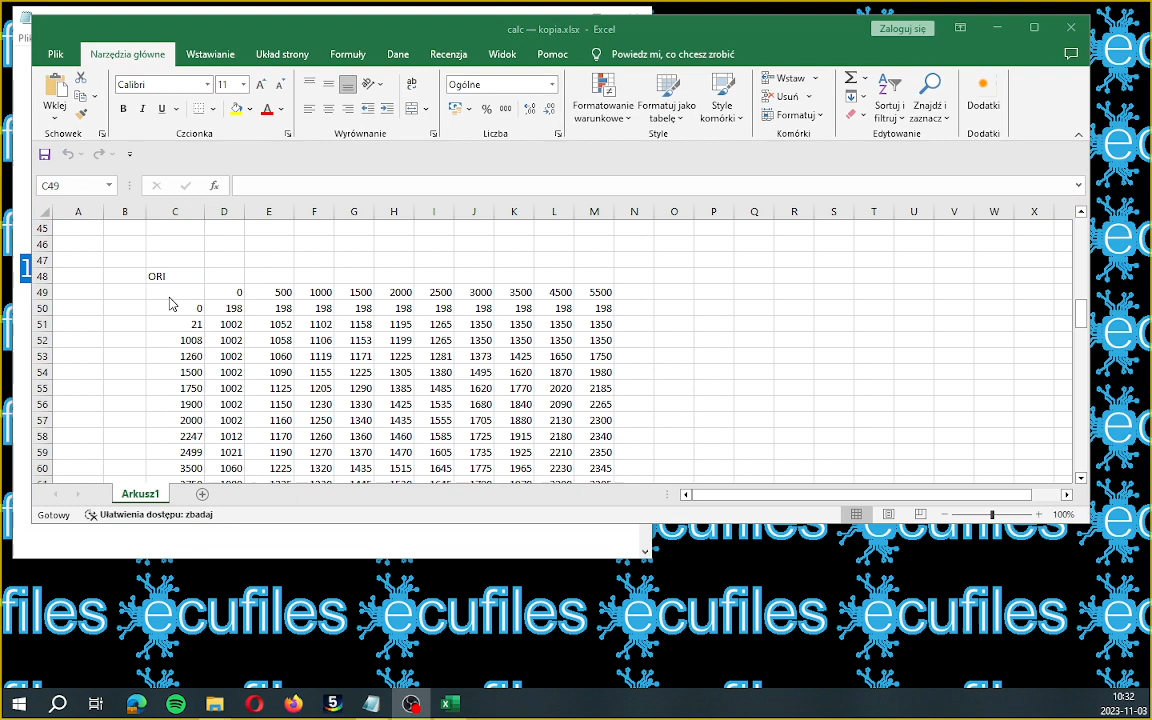 calc — kopia.xlsx - Excel
Zaloguj się
Plik Narzędzia główne Wstawianie Układ strony Formuły Dane Recenzja Widok Pomoc Powiedz mi, co chcesz zrobić
Wklej
Calibri 11
Ogólne
Formatowanie warunkowe
Formatuj jako tabelę
Style komórki
Wstaw
Usuń
Formatuj
Sortuj i filtruj
Znajdź i zaznacz
Dodatki
Schowek Czcionka Wyrównanie Liczba Style Komórki Edytowanie Dodatki
C49
fx
A B C D E F G H I J K L M N O P Q R S T U V W X
45
46
47
48 ORI
49 0 500 1000 1500 2000 2500 3000 3500 4500 5500
50 0 198 198 198 198 198 198 198 198 198 198
51 21 1002 1052 1102 1158 1195 1265 1350 1350 1350 1350
52 1008 1002 1058 1106 1153 1199 1265 1350 1350 1350 1350
53 1260 1002 1060 1119 1171 1225 1281 1373 1425 1650 1750
54 1500 1002 1090 1155 1225 1305 1380 1495 1620 1870 1980
55 1750 1002 1125 1205 1290 1385 1485 1620 1770 2020 2185
56 1900 1002 1150 1230 1330 1425 1535 1680 1840 2090 2265
57 2000 1002 1160 1250 1340 1435 1555 1705 1880 2130 2300
58 2247 1012 1170 1260 1360 1460 1585 1725 1915 2180 2340
59 2499 1021 1190 1270 1370 1470 1605 1735 1925 2210 2350
60 3500 1060 1225 1320 1435 1515 1645 1775 1965 2230 2345
Arkusz1
Gotowy Ułatwienia dostępu: zbadaj
100%
ecufiles ecufiles
10:32
2023-11-03